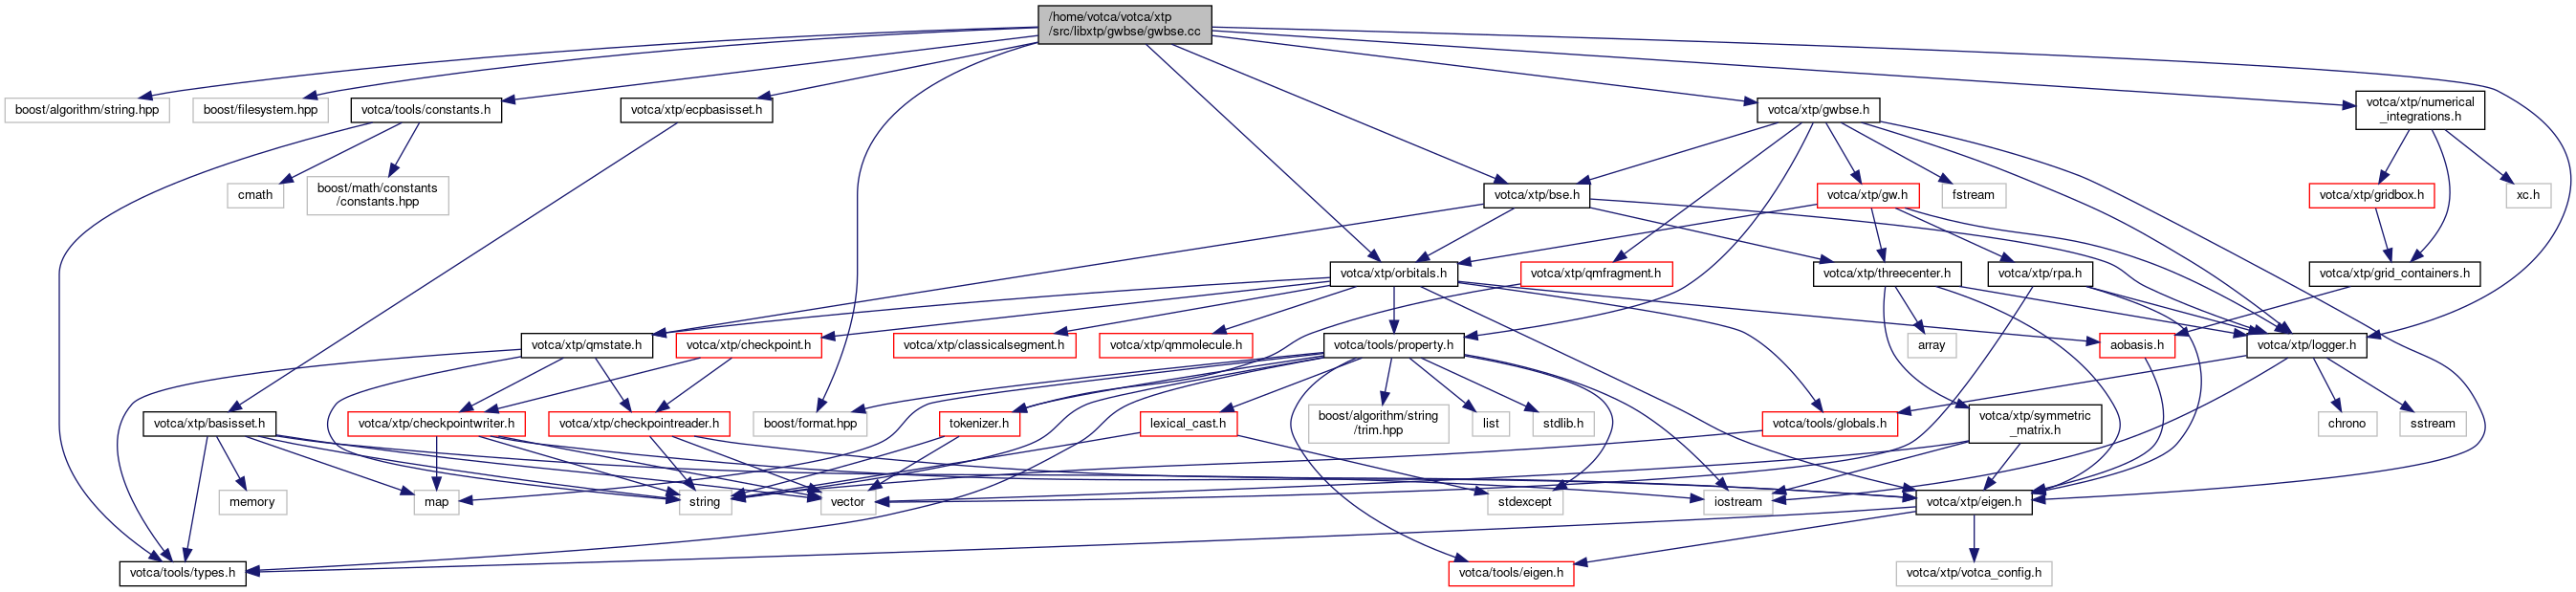 /home/votca/votca/xtp
/src/libxtp/gwbse/gwbse.cc
boost/algorithm/string.hpp
boost/filesystem.hpp
votca/tools/constants.h
votca/xtp/ecpbasisset.h
votca/xtp/gwbse.h
votca/xtp/numerical
_integrations.h
cmath
boost/math/constants
/constants.hpp
votca/xtp/bse.h
votca/xtp/gw.h
fstream
votca/xtp/gridbox.h
xc.h
votca/xtp/orbitals.h
votca/xtp/qmfragment.h
votca/xtp/threecenter.h
votca/xtp/rpa.h
votca/xtp/grid_containers.h
votca/xtp/qmstate.h
votca/xtp/checkpoint.h
votca/xtp/classicalsegment.h
votca/xtp/qmmolecule.h
votca/tools/property.h
array
aobasis.h
votca/xtp/logger.h
votca/xtp/basisset.h
votca/xtp/checkpointwriter.h
votca/xtp/checkpointreader.h
boost/format.hpp
tokenizer.h
lexical_cast.h
boost/algorithm/string
/trim.hpp
list
stdlib.h
votca/tools/globals.h
votca/xtp/symmetric
_matrix.h
chrono
sstream
memory
map
string
vector
stdexcept
iostream
votca/xtp/eigen.h
votca/tools/types.h
votca/tools/eigen.h
votca/xtp/votca_config.h